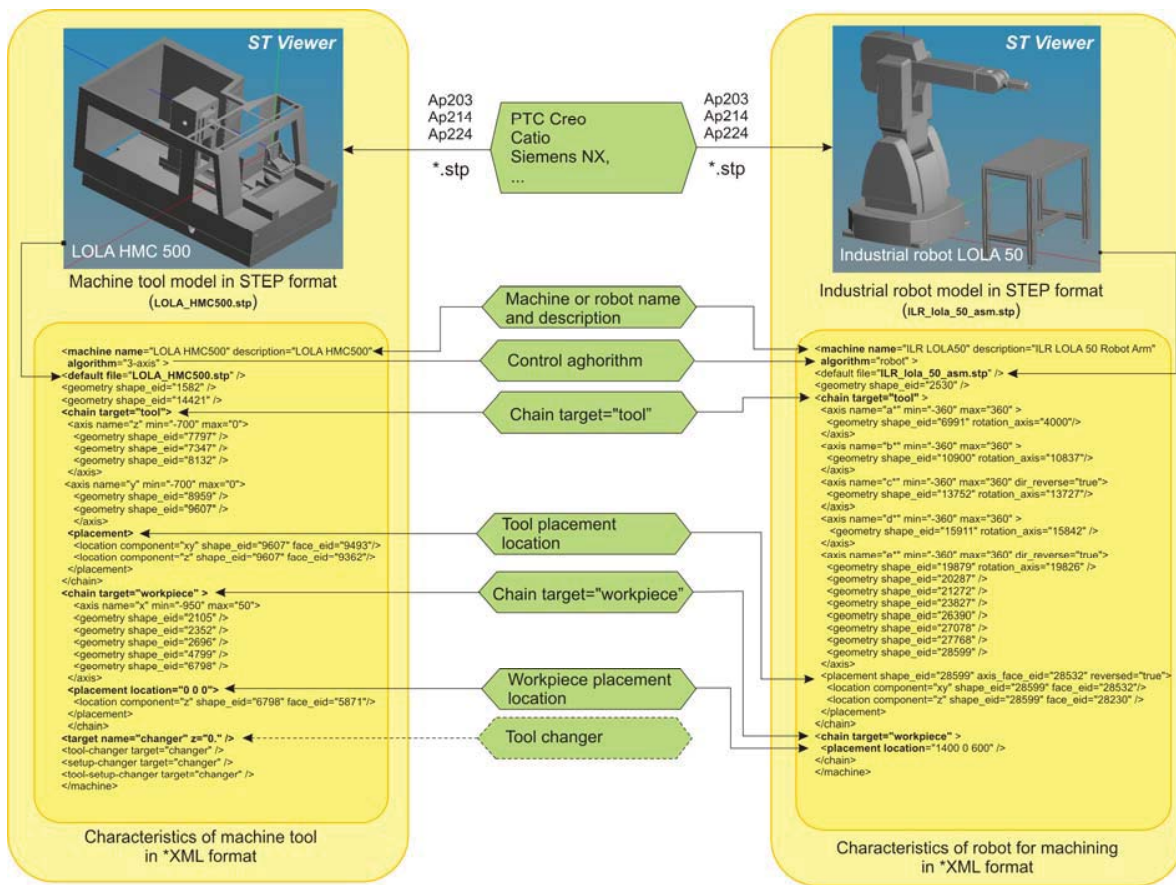 ST Viewer
LOLA HMC 500
Machine tool model in STEP format
(LOLA_HMC500.stp)
<machine name="LOLA HMC500" description="LOLA HMC500"
algorithm="3-axis" >
<default file="LOLA_HMC500.stp" />
<geometry shape_eid="1582" />
<geometry shape_eid="14421" />
<chain target="tool">
<axis name="z" min="-700" max="0">
<geometry shape_eid="7797" />
<geometry shape_eid="7347" />
<geometry shape_eid="8132" />
</axis>
<axis name="y" min="-700" max="0">
<geometry shape_eid="8959" />
<geometry shape_eid="9607" />
</axis>
<placement>
<location component="xy" shape_eid="9607" face_eid="9493"/>
<location component="z" shape_eid="9607" face_eid="9362"/>
</placement>
</chain>
<chain target="workpiece" >
<axis name="x" min="-950" max="50">
<geometry shape_eid="2105" />
<geometry shape_eid="2352" />
<geometry shape_eid="2696" />
<geometry shape_eid="4799" />
<geometry shape_eid="6798" />
</axis>
<placement location="0 0 0">
<location component="z" shape_eid="6798" face_eid="5871"/>
</placement>
</chain>
<target name="changer" z="0." />
<tool-changer target="changer" />
<setup-changer target="changer" />
<tool-setup-changer target="changer" />
</machine>
Characteristics of machine tool
in *XML format
Ap203
Ap214
Ap224
*.stp
PTC Creo
Catio
Siemens NX,
...
Ap203
Ap214
Ap224
*.stp
Machine or robot name
and description
Control aghorithm
Chain target="tool"
Tool placement
location
Chain target="workpiece"
Workpiece placement
location
Tool changer
ST Viewer
Industrial robot LOLA 50
Industrial robot model in STEP format
(ILR_lola_50_asm.stp)
<machine name="ILR LOLA50" description="ILR LOLA 50 Robot Arm"
algorithm="robot" >
<default file="ILR_lola_50_asm.stp" />
<geometry shape_eid="2530" />
<chain target="tool" >
<axis name="a*" min="-360" max="360" >
<geometry shape_eid="6991" rotation_axis="4000"/>
</axis>
<axis name="b*" min="-360" max="360" >
<geometry shape_eid="10900" rotation_axis="10837"/>
</axis>
<axis name="c*" min="-360" max="360" dir_reverse="true">
<geometry shape_eid="13752" rotation_axis="13727"/>
</axis>
<axis name="d*" min="-360" max="360" >
<geometry shape_eid="15911" rotation_axis="15842" />
</axis>
<axis name="e*" min="-360" max="360" dir_reverse="true">
<geometry shape_eid="19879" rotation_axis="19826" />
<geometry shape_eid="20287" />
<geometry shape_eid="21272" />
<geometry shape_eid="23827" />
<geometry shape_eid="26390" />
<geometry shape_eid="27078" />
<geometry shape_eid="27768" />
<geometry shape_eid="28599" />
</axis>
<placement shape_eid="28599" axis_face_eid="28532" reversed="true">
<location component="xy" shape_eid="28599" face_eid="28532"/>
<location component="z" shape_eid="28599" face_eid="28230" />
</placement>
</chain>
<chain target="workpiece" >
<placement location="1400 0 600" />
</chain>
</machine>
Characteristics of robot for machining
in *XML format